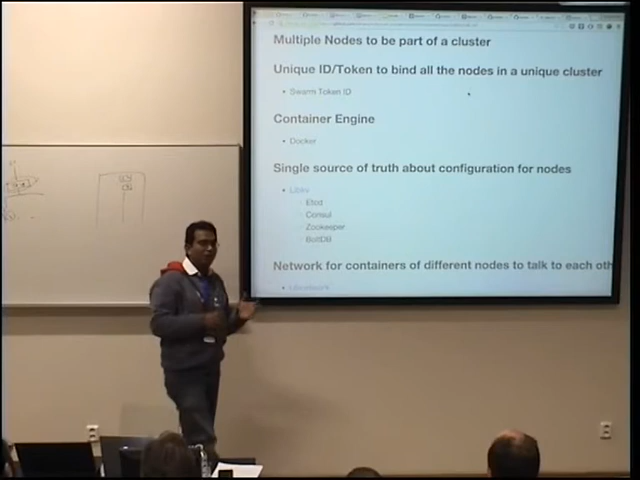 Multiple Nodes to be part of a cluster
Unique ID/Token to bind all the nodes in a unique cluster
Swarm Token ID
Container Engine
Docker
Single source of truth about configuration for nodes
Libkv
Etcd
Consul
Zookeeper
BoltDB
Network for containers of different nodes to talk to each oth
Libnetwork